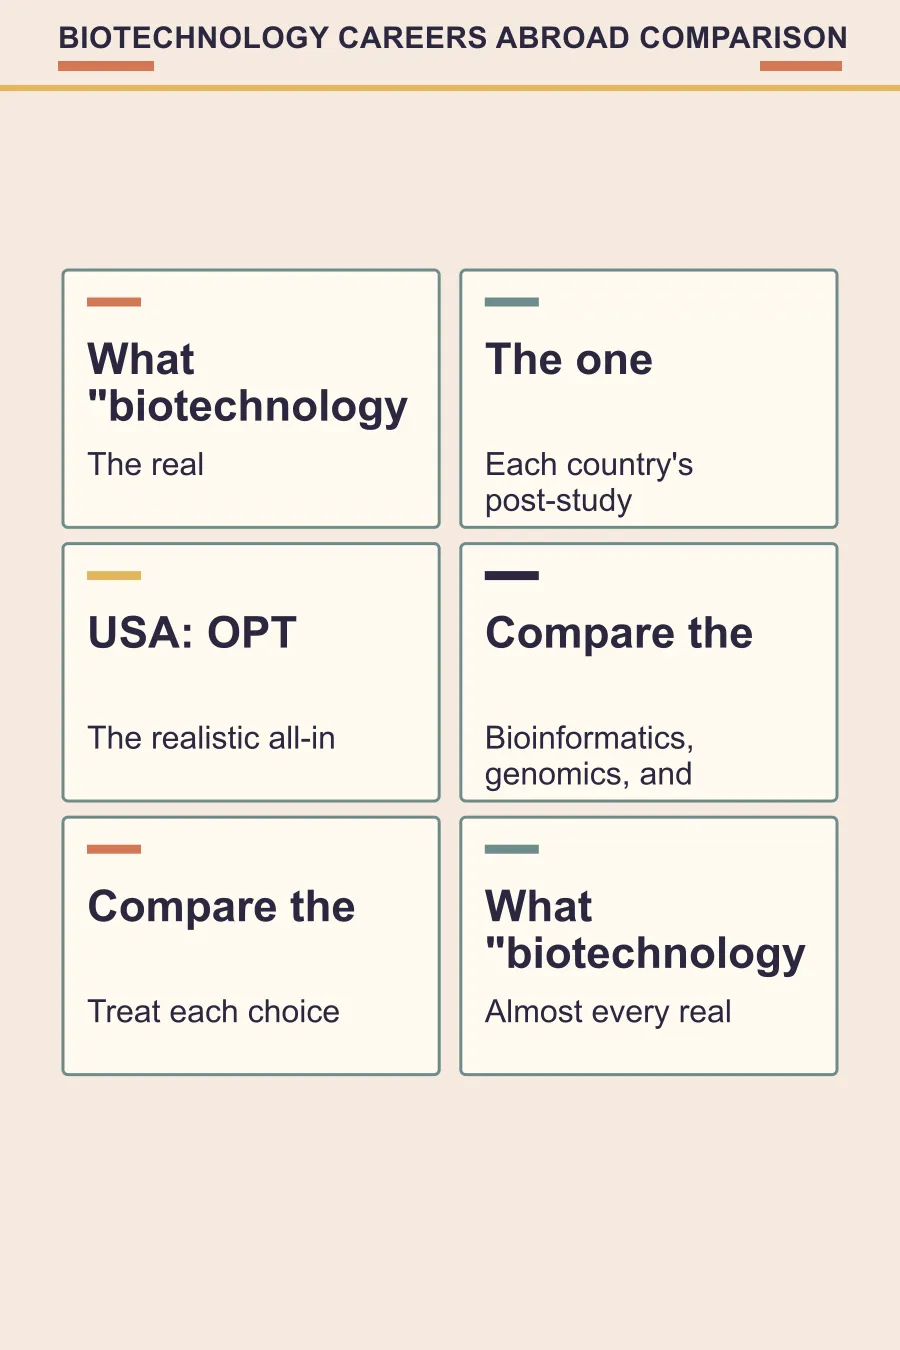 BIOTECHNOLOGY CAREERS ABROAD COMPARISON
What
"biotechnology
The real
The one
Each country's
post-study
USA: OPT
The realistic all-in
Compare the
Bioinformatics,
genomics, and
Compare the
Treat each choice
What
"biotechnology
Almost every real